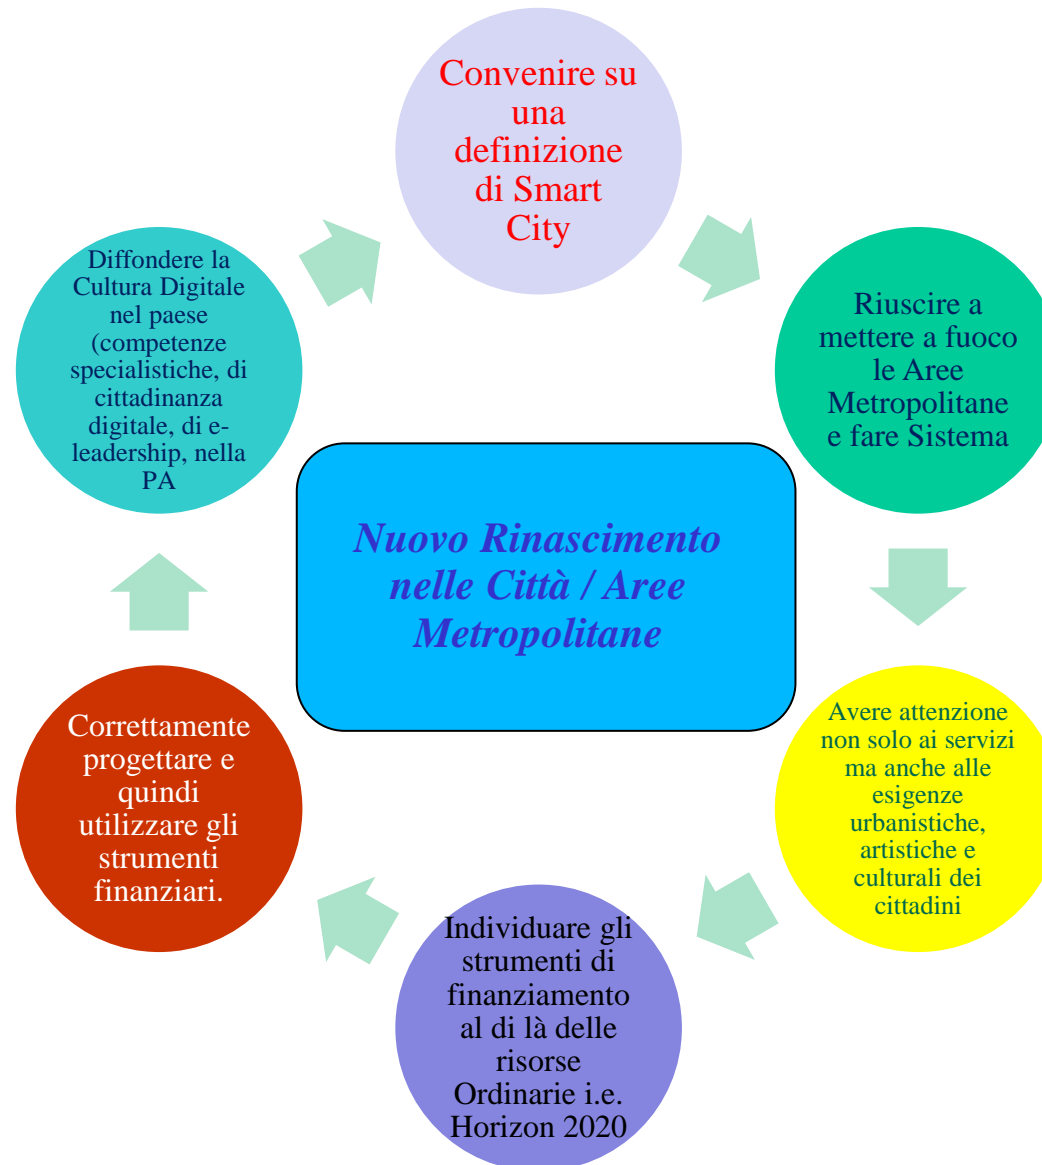 Convenire su
una
definizione
di Smart
City
Riuscire a
mettere a fuoco
le Aree
Metropolitane
e fare Sistema
Avere attenzione
non solo ai servizi
ma anche alle
esigenze
urbanistiche,
artistiche e
culturali dei
cittadini
Individuare gli
strumenti di
finanziamento
al di là delle
risorse
Ordinarie i.e.
Horizon 2020
Correttamente
progettare e
quindi
utilizzare gli
strumenti
finanziari.
Diffondere la
Cultura Digitale
nel paese
(competenze
specialistiche, di
cittadinanza
digitale, di e-
leadership, nella
PA
Nuovo Rinascimento
nelle Città / Aree
Metropolitane